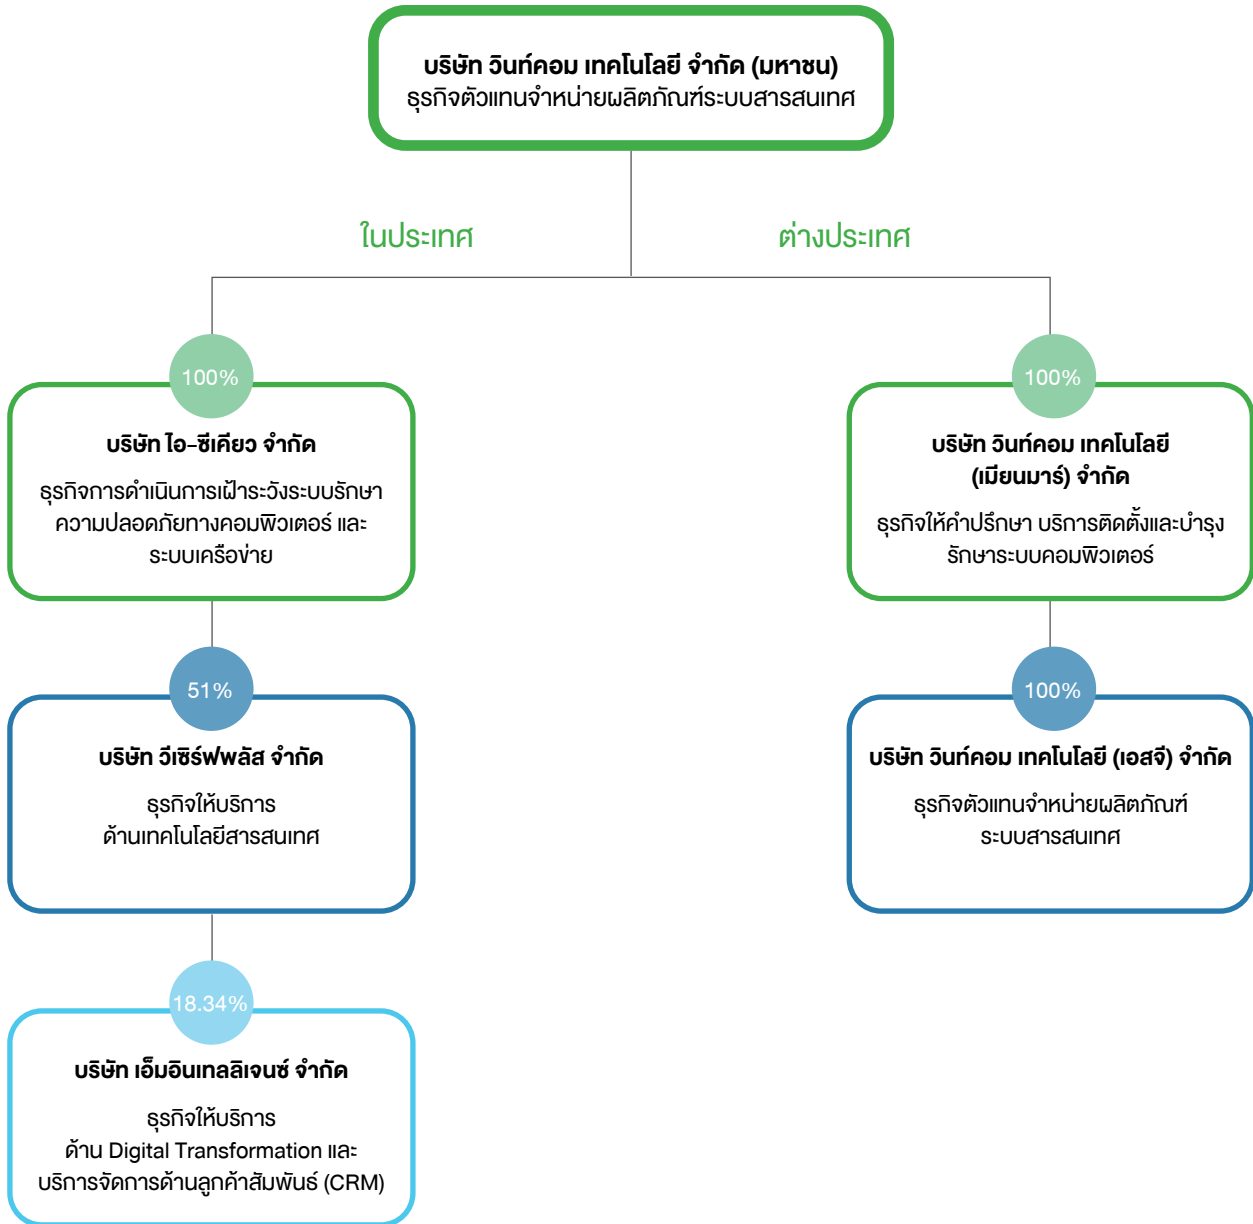 บริษัท วินท์คอม เทคโนโลยี จำกัด (มหาชน)
ธุรกิจตัวแทนจำหน่ายผลิตภัณฑ์ระบบสารสนเทศ
ในประเทศ
ต่างประเทศ
100%
บริษัท ไอ-ซีเคียว จำกัด
ธุรกิจการดำเนินการเฝ้าระวังระบบรักษา
ความปลอดภัยทางคอมพิวเตอร์ และ
ระบบเครือข่าย
100%
บริษัท วินท์คอม เทคโนโลยี
(เมียนมาร์) จำกัด
ธุรกิจให้คำปรึกษา บริการติดตั้งและบำรุง
รักษาระบบคอมพิวเตอร์
51%
บริษัท วีเซิร์ฟพลัส จำกัด
ธุรกิจให้บริการ
ด้านเทคโนโลยีสารสนเทศ
100%
บริษัท วินท์คอม เทคโนโลยี (เอสจี) จำกัด
ธุรกิจตัวแทนจำหน่ายผลิตภัณฑ์
ระบบสารสนเทศ
18.34%
บริษัท เอ็มอินเทลลิเจนซ์ จำกัด
ธุรกิจให้บริการ
ด้าน Digital Transformation และ
บริการจัดการด้านลูกค้าสัมพันธ์ (CRM)